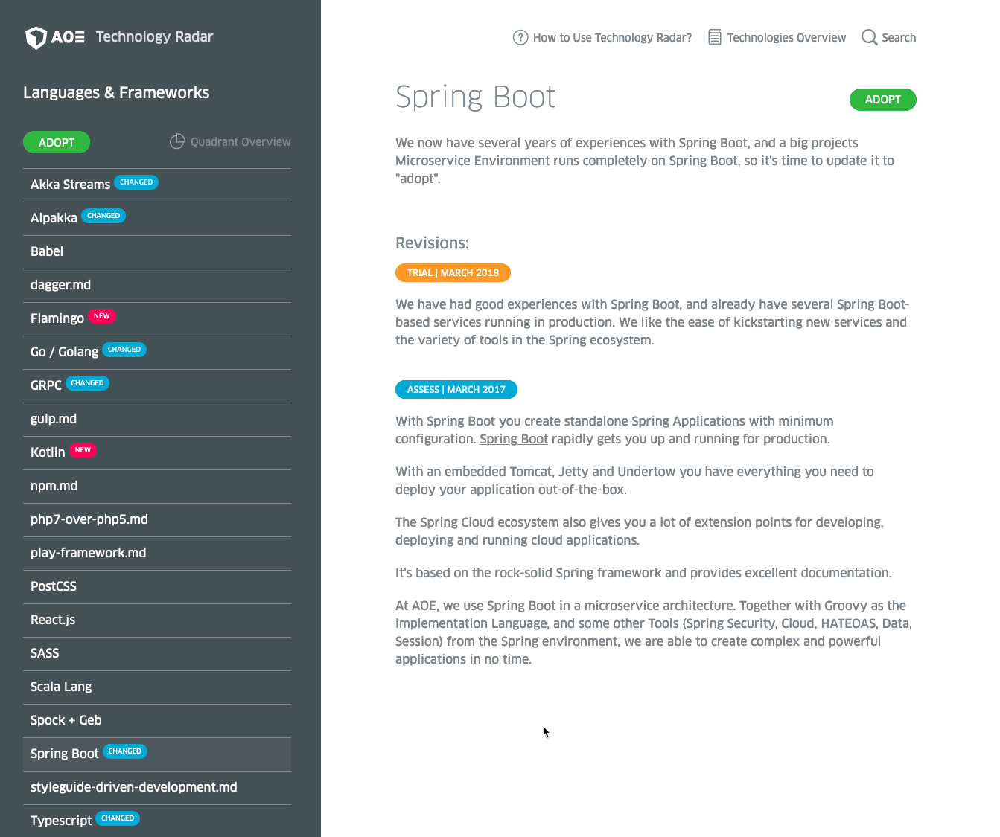 AOE Technology Radar
How to Use Technology Radar?
Technologies Overview
Search
Languages & Frameworks
ADOPT
Quadrant Overview
Akka Streams CHANGED
Alpakka CHANGED
Babel
dagger.md
Flamingo NEW
Go / Golang CHANGED
GRPC CHANGED
gulp.md
Kotlin NEW
npm.md
php7-over-php5.md
play-framework.md
PostCSS
React.js
SASS
Scala Lang
Spock + Geb
Spring Boot CHANGED
styleguide-driven-development.md
Typescript CHANGED
Spring Boot
ADOPT
We now have several years of experiences with Spring Boot, and a big projects
Microservice Environment runs completely on Spring Boot, so it's time to update it to
"adopt".
Revisions:
TRIAL | MARCH 2018
We have had good experiences with Spring Boot, and already have several Spring Boot-
based services running in production. We like the ease of kickstarting new services and
the variety of tools in the Spring ecosystem.
ASSESS | MARCH 2017
With Spring Boot you create standalone Spring Applications with minimum
configuration. Spring Boot rapidly gets you up and running for production.
With an embedded Tomcat, Jetty and Undertow you have everything you need to
deploy your application out-of-the-box.
The Spring Cloud ecosystem also gives you a lot of extension points for developing,
deploying and running cloud applications.
It's based on the rock-solid Spring framework and provides excellent documentation.
At AOE, we use Spring Boot in a microservice architecture. Together with Groovy as the
implementation Language, and some other Tools (Spring Security, Cloud, HATEOAS, Data,
Session) from the Spring environment, we are able to create complex and powerful
applications in no time.